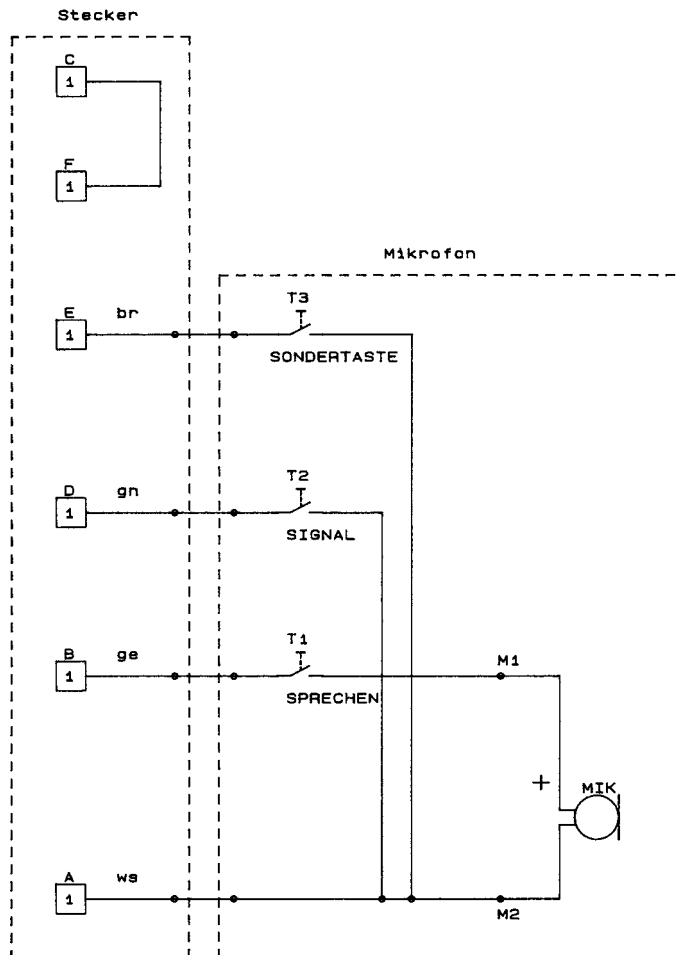 Stecker
C
1
F
1
Mikrofon
E
br
1
T3
SONDERTASTE
D
gn
1
T2
SIGNAL
B
ge
1
T1
M1
SPRECHEN
+
MIK
A
ws
1
M2